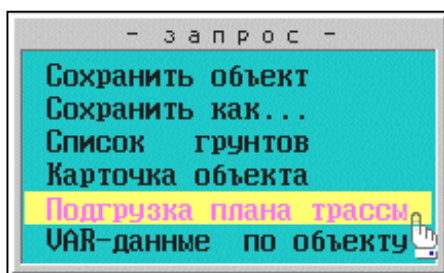 - запрос -
Сохранить объект
Сохранить как...
Список грунтов
Карточка объекта
Подгрузка плана трассы
VAR-данные по объекту